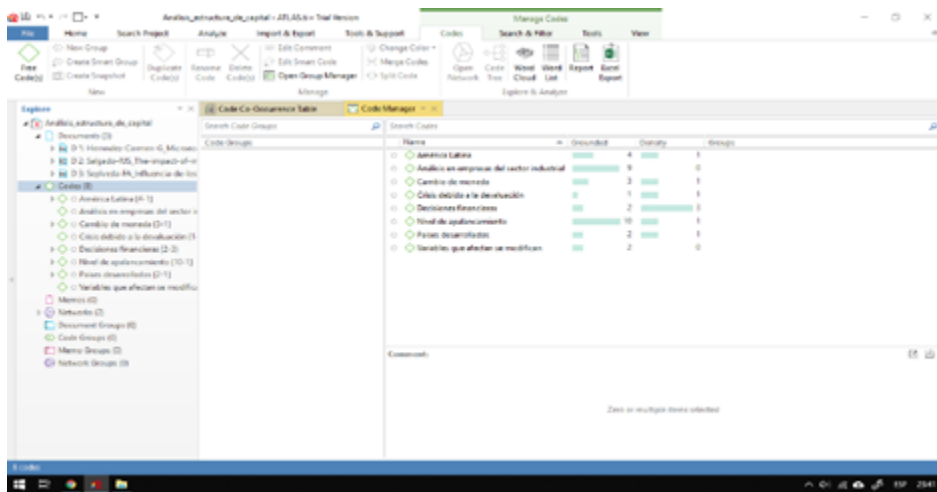 Análisis_estructura_de_capital - ATLAS.ti - Trial Version
Manage Codes
File Home Search Project Analyze Import & Export Tools & Support Codes Search & Filter Tools View
Free Code(s)
New Group
Create Smart Group
Create Snapshot
Duplicate Code(s)
Rename Code
Delete Code(s)
Edit Comment
Edit Smart Code
Open Group Manager
Change Color
Merge Codes
Split Code
Open Network
Code Tree
Word Cloud
Word List
Report
Excel Export
New Manage Explore & Analyze
Explore
Code Co-Occurrence Table
Code Manager
Análisis_estructura_de_capital
Documents (3)
D 1:
D 2: Salgado-NS_The-impact-of-
D 3: Sepúlveda-PA_Influencia-de-los
Codes (8)
América Latina (4-1)
Análisis en empresas del sector
Cambio de moneda (3-1)
Crisis debido a la devaluación (1
Decisiones financieras (2-3)
Nivel de apalancamiento (10-1)
Países desarrollados (2-1)
Variables que afectan se modific
Memos (0)
Networks (2)
Document Groups (0)
Code Groups (0)
Memo Groups (0)
Network Groups (0)
Search Code Groups
Code Groups
Search Codes
Name Grounded Density Groups
América Latina 4 1
Análisis en empresas del sector industrial 9 0
Cambio de moneda 3 1
Crisis debido a la devaluación 1 1
Decisiones financieras 2 3
Nivel de apalancamiento 10 1
Países desarrollados 2 1
Variables que afectan se modifican 2 0
Comment:
Zero or multiple items selected
8 codes
ESP 20:41